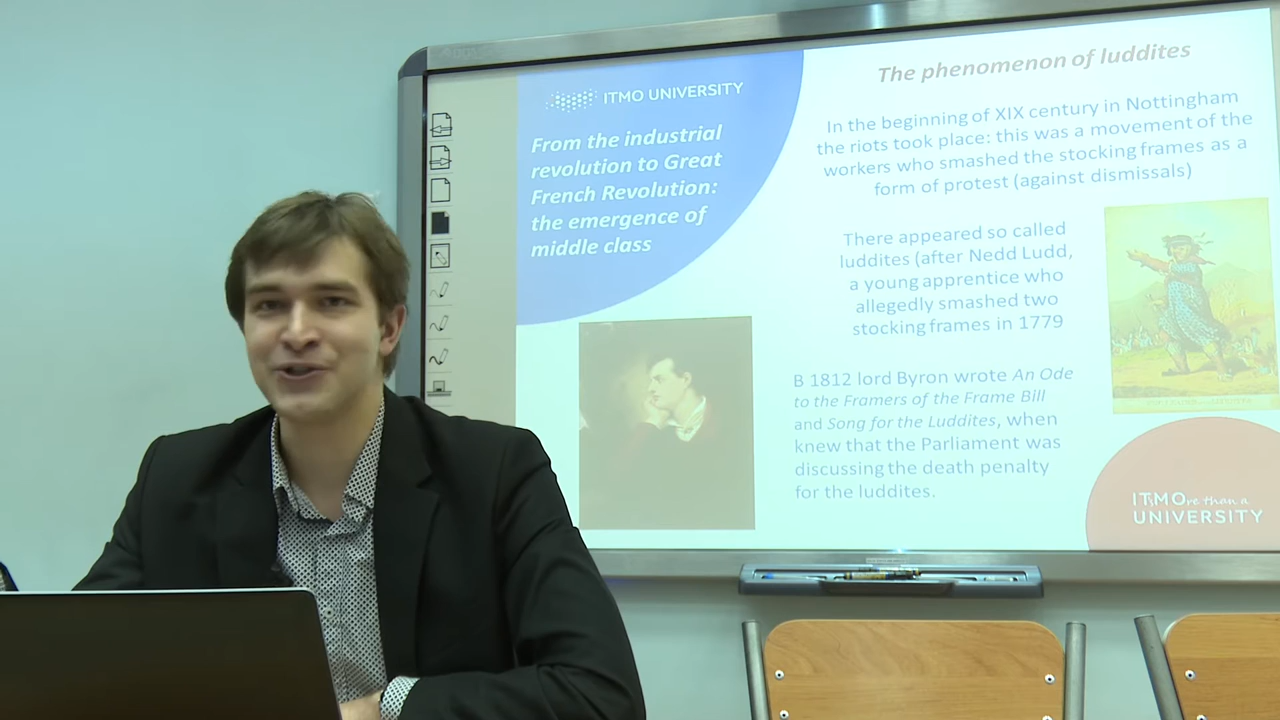 ITMO UNIVERSITY
From the industrial
revolution to Great
French Revolution:
the emergence of
middle class
The phenomenon of luddites
In the beginning of XIX century in Nottingham
the riots took place: this was a movement of the
workers who smashed the stocking frames as a
form of protest (against dismissals)
There appeared so called
luddites (after Nedd Ludd,
a young apprentice who
allegedly smashed two
stocking frames in 1779
В 1812 lord Byron wrote An Ode
to the Framers of the Frame Bill
and Song for the Luddites, when
knew that the Parliament was
discussing the death penalty
for the luddites.
IT'sMOre than a
UNIVERSITY